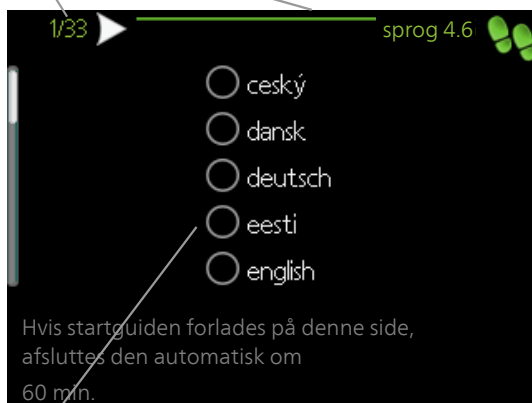 1/33
sprog 4.6
ceský
dansk
deutsch
eesti
english
Hvis startguiden forlades på denne side,
afsluttes den automatisk om
60 min.